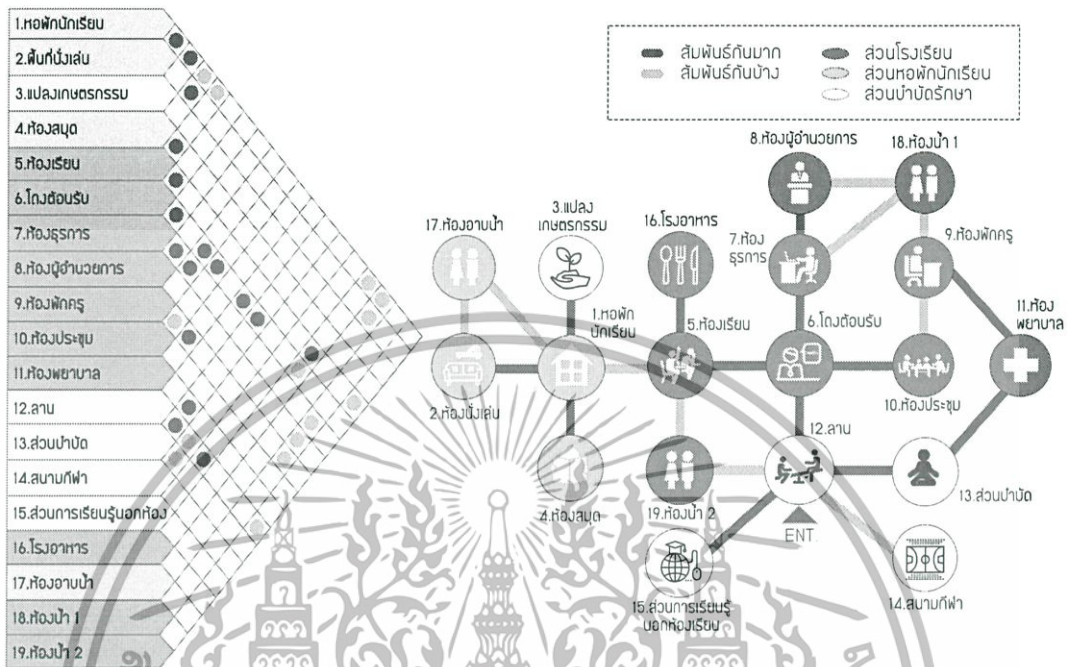 1.หอพักนักเรียน
2.พื้นที่นั่งเล่น
3.แปลงเกษตรกรรม
4.ห้องสมุด
5.ห้องเรียน
6.โถงต้อนรับ
7.ห้องธุรการ
8.ห้องผู้อำนวยการ
9.ห้องพักครู
10.ห้องประชุม
11.ห้องพยาบาล
12.ลาน
13.ส่วนบำบัด
14.สนามกีฬา
15.ส่วนการเรียนรู้นอกห้อง
16.โรงอาหาร
17.ห้องอาบน้ำ
18.ห้องน้ำ 1
19.ห้องน้ำ 2
สัมพันธ์กันมาก
ส่วนโรงเรียน
สัมพันธ์กันบ้าง
ส่วนหอพักนักเรียน
ส่วนบำบัดรักษา
8.ห้องผู้อำนวยการ
18.ห้องน้ำ 1
17.ห้องอาบน้ำ
3.แปลง
เกษตรกรรม
16.โรงอาหาร
7.ห้อง
ธุรการ
9.ห้องพักครู
11.ห้อง
พยาบาล
1.หอพัก
นักเรียน
5.ห้องเรียน
6.โถงต้อนรับ
2.ห้องนั่งเล่น
10.ห้องประชุม
12.ลาน
4.ห้องสมุด
19.ห้องน้ำ 2
13.ส่วนบำบัด
ENT.
15.ส่วนการเรียนรู้
นอกห้องเรียน
14.สนามกีฬา